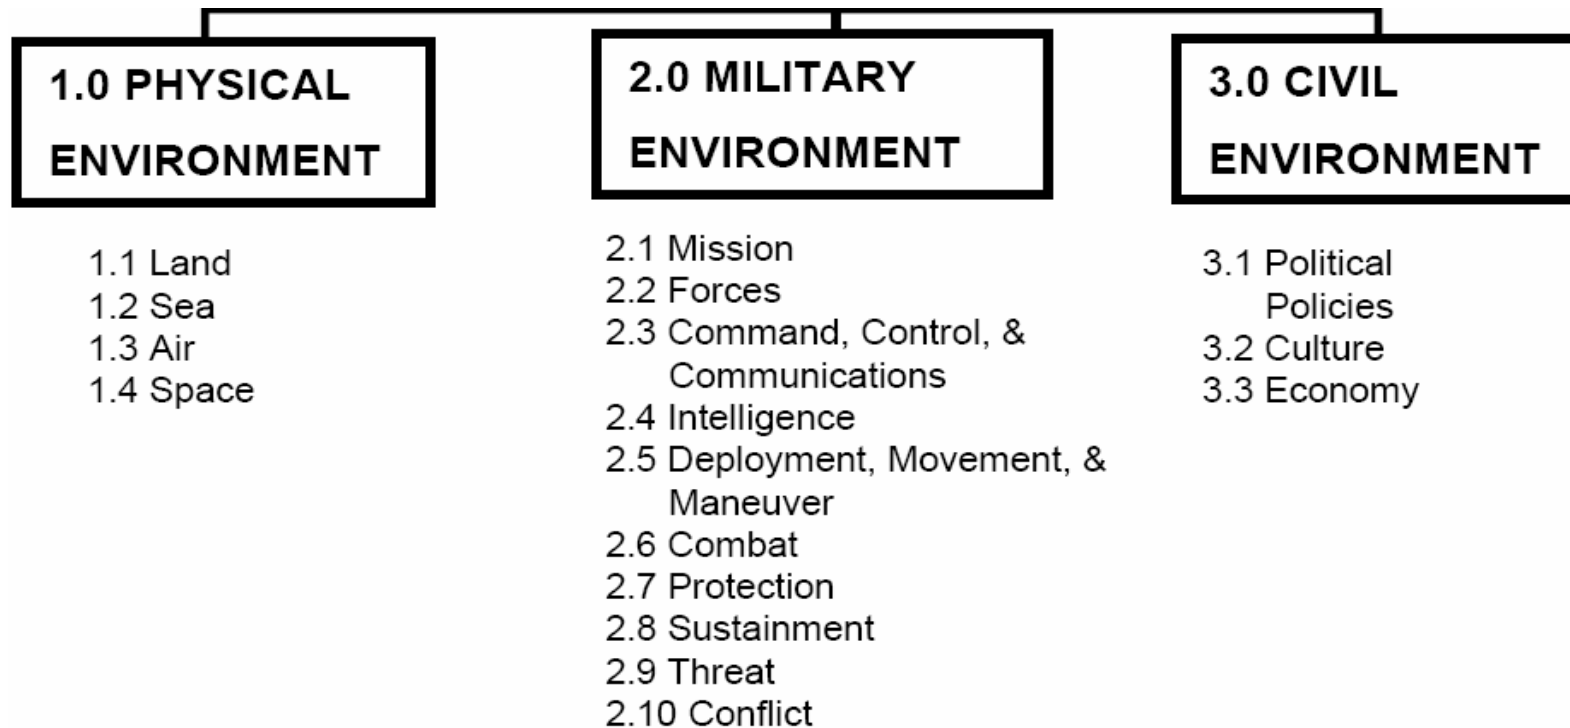 1.0 PHYSICAL
ENVIRONMENT
1.1 Land
1.2 Sea
1.3 Air
1.4 Space
2.0 MILITARY
ENVIRONMENT
2.1 Mission
2.2 Forces
2.3 Command, Control, &
Communications
2.4 Intelligence
2.5 Deployment, Movement, &
Maneuver
2.6 Combat
2.7 Protection
2.8 Sustainment
2.9 Threat
2.10 Conflict
3.0 CIVIL
ENVIRONMENT
3.1 Political
Policies
3.2 Culture
3.3 Economy